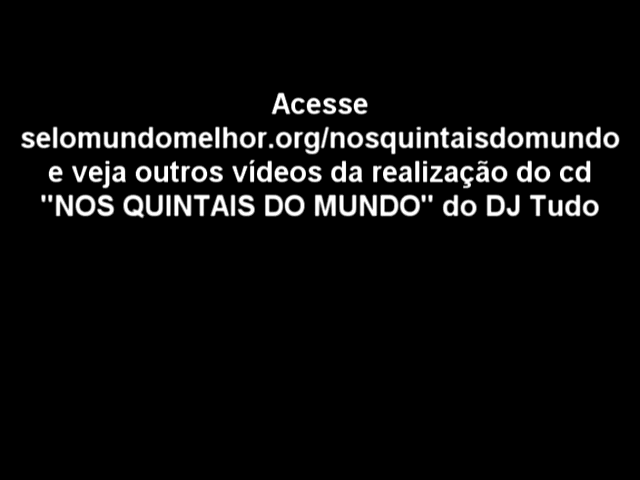 Acesse
selomundomelhor.org/nosquintaisdomundo
e veja outros vídeos da realização do cd
"NOS QUINTAIS DO MUNDO" do DJ Tudo